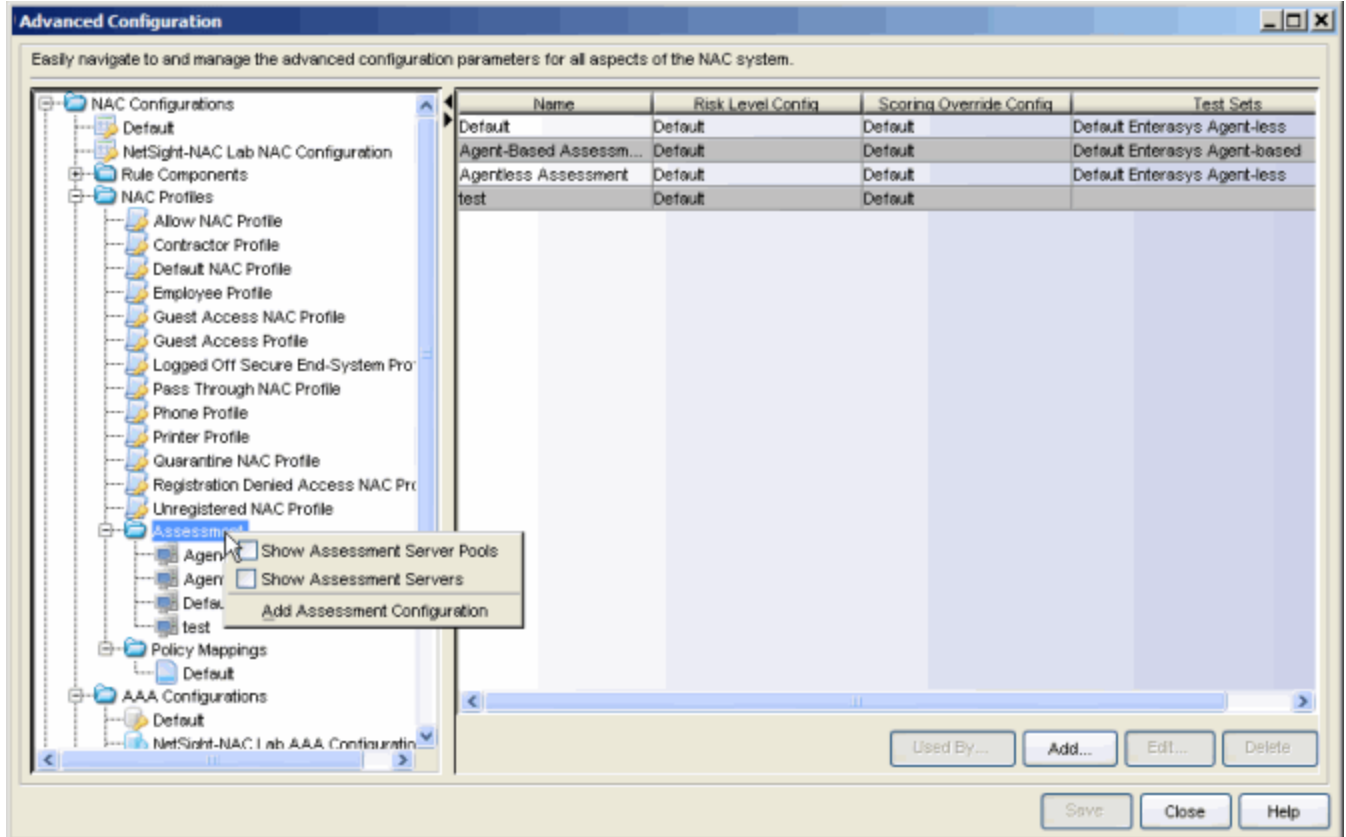 Advanced Configuration
Easily navigate to and manage the advanced configuration parameters for all aspects of the NAC system.
NAC Configurations
Default
NetSight-NAC Lab NAC Configuration
Rule Components
NAC Profiles
Allow NAC Profile
Contractor Profile
Default NAC Profile
Employee Profile
Guest Access NAC Profile
Guest Access Profile
Logged Off Secure End-System Pro
Pass Through NAC Profile
Phone Profile
Printer Profile
Quarantine NAC Profile
Registration Denied Access NAC Pro
Unregistered NAC Profile
Assessment
Agen
Agen
Defau
test
Policy Mappings
Default
AAA Configurations
Default
NetSight-NAC Lab AAA Configuration
Show Assessment Server Pools
Show Assessment Servers
Add Assessment Configuration
Name Risk Level Config Scoring Override Config Test Sets
Default Default Default Default Enterasys Agent-less
Agent-Based Assessm... Default Default Default Enterasys Agent-based
Agentless Assessment Default Default Default Enterasys Agent-less
test Default Default
Used By... Add... Edit... Delete
Save Close Help